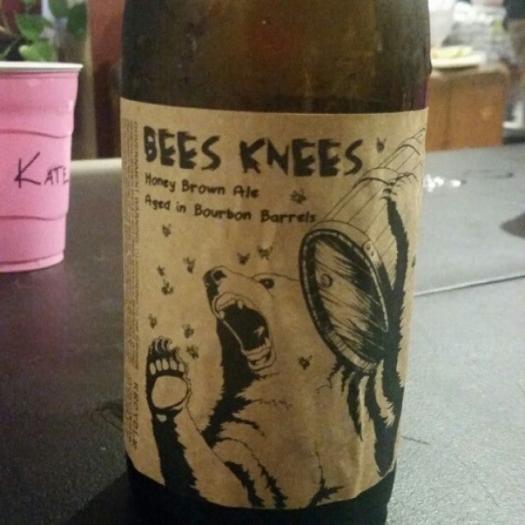 BEES KNEES
Honey Brown Ale
Aged in Bourbon Barrels
KATE